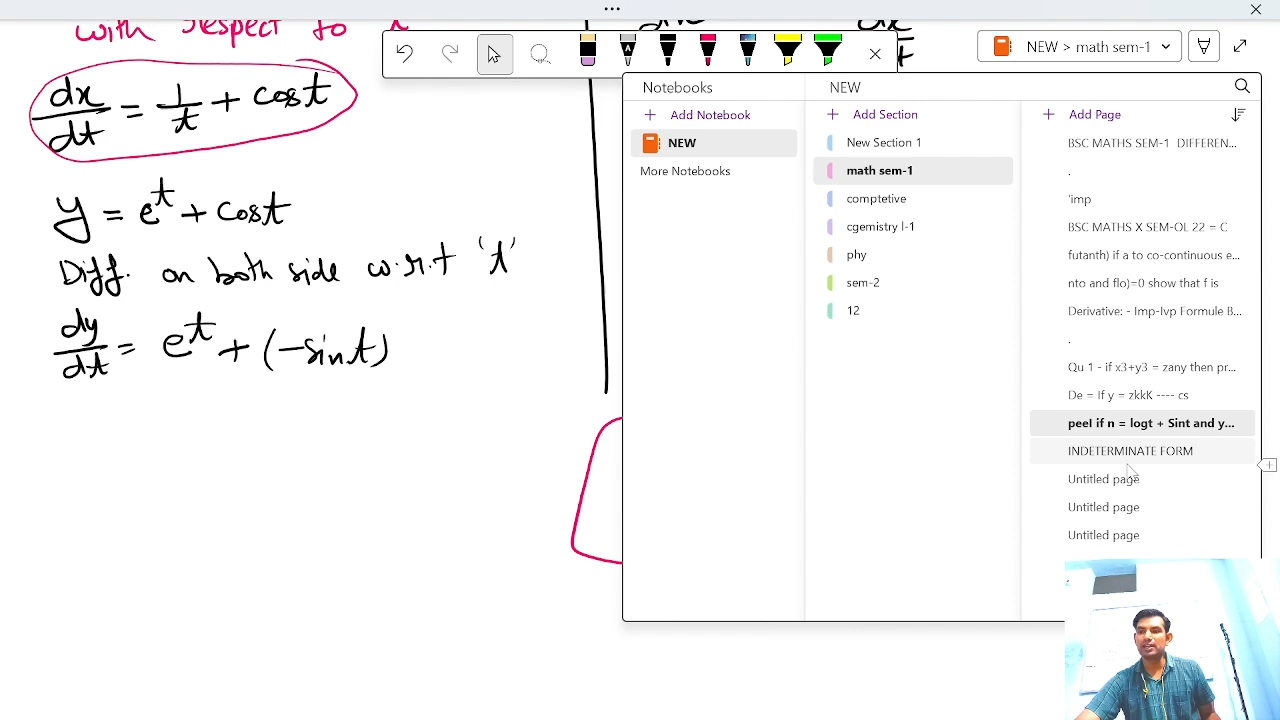 with respect to
dx/dt = 1/t + cost
y = e^t + cost
Diff. on both side w.r.t 't'
dy/dt = e^t + (-sint)
NEW > math sem-1
Notebooks
+ Add Notebook
NEW
More Notebooks
NEW
+ Add Section
New Section 1
math sem-1
comptetive
cgemistry l-1
phy
sem-2
12
+ Add Page
BSC MATHS SEM-1 DIFFEREN...
.
'imp
BSC MATHS X SEM-OL 22 = C
futanth) if a to co-contipious e...
nto and flo)=0 show that f is
Derivative: - Imp-Ivp Formule B...
.
Qu 1 - if x3+y3 = zany then pr...
De = If y = zkkK ---- cs
peel if n = logt + Sint and y...
INDETERMINATE FORM
Untitled page
Untitled page
Untitled page